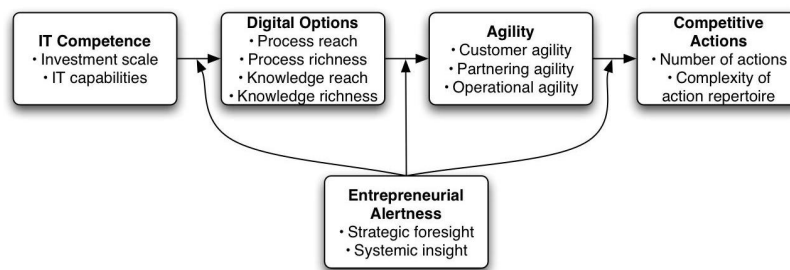 IT Competence
• Investment scale
• IT capabilities
Digital Options
• Process reach
• Process richness
• Knowledge reach
• Knowledge richness
Agility
• Customer agility
• Partnering agility
• Operational agility
Competitive
Actions
• Number of actions
• Complexity of
action repertoire
Entrepreneurial
Alertness
• Strategic foresight
• Systemic insight